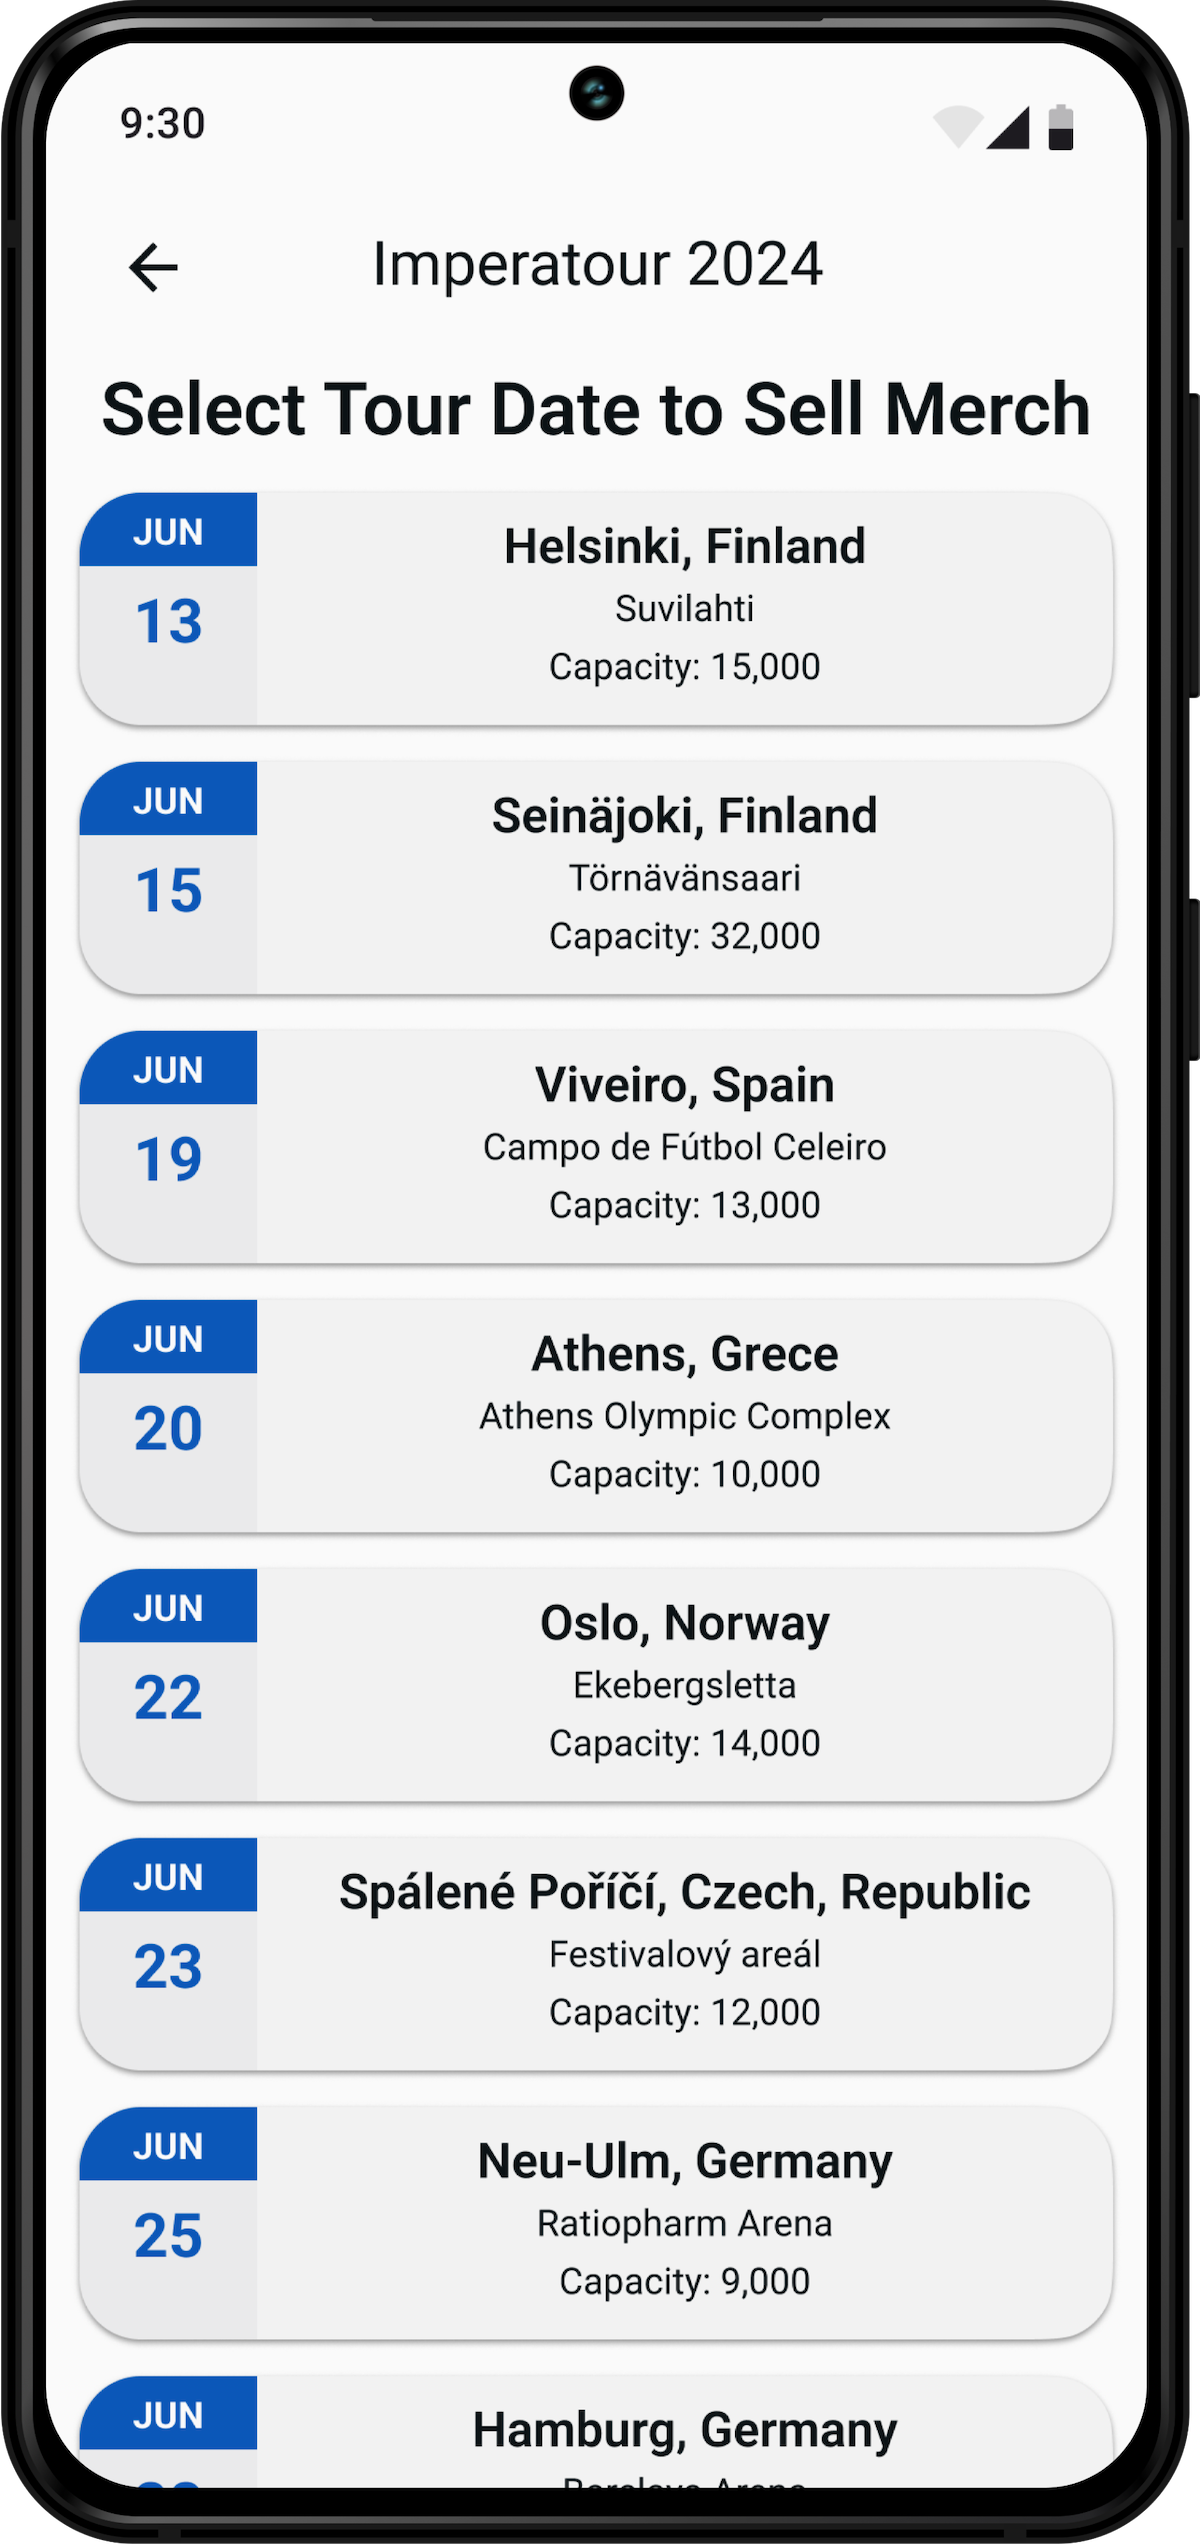 9:30
Imperatour 2024
Select Tour Date to Sell Merch
JUN
13
Helsinki, Finland
Suvilahti
Capacity: 15,000
JUN
15
Seinäjoki, Finland
Törnävänsaari
Capacity: 32,000
JUN
19
Viveiro, Spain
Campo de Fútbol Celeiro
Capacity: 13,000
JUN
20
Athens, Grece
Athens Olympic Complex
Capacity: 10,000
JUN
22
Oslo, Norway
Ekebergsletta
Capacity: 14,000
JUN
23
Spálené Poříčí, Czech, Republic
Festivalový areál
Capacity: 12,000
JUN
25
Neu-Ulm, Germany
Ratiopharm Arena
Capacity: 9,000
JUN
Hamburg, Germany